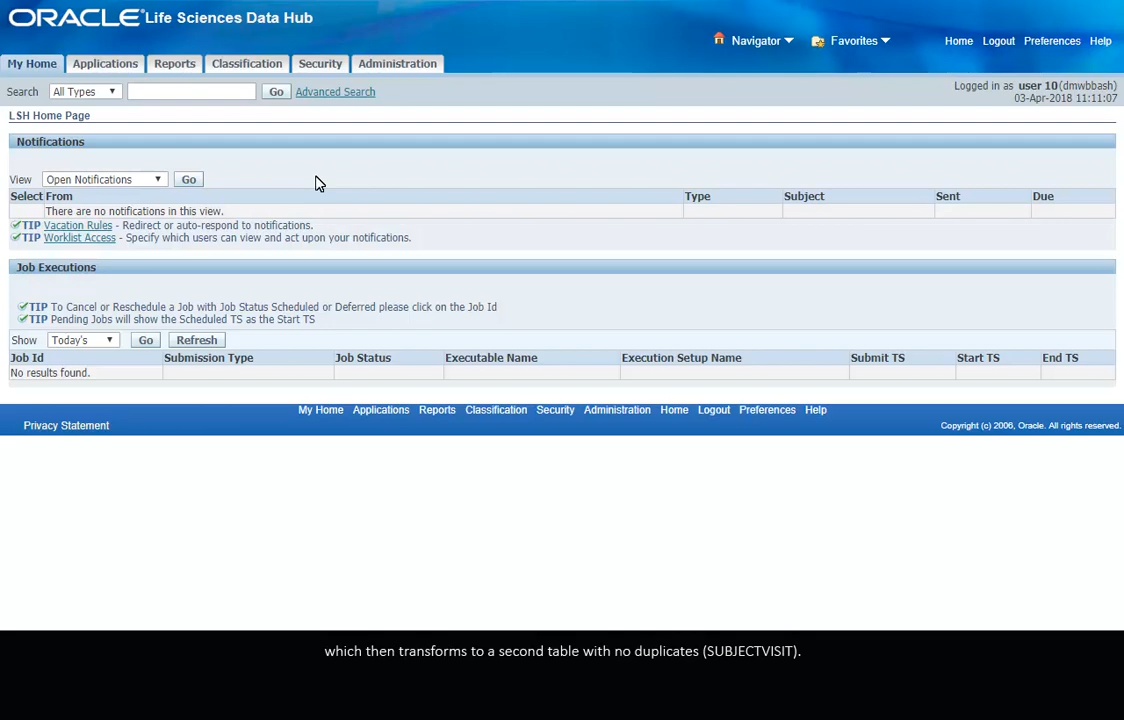 ORACLE® Life Sciences Data Hub
Navigator Favorites Home Logout Preferences Help
My Home Applications Reports Classification Security Administration
Search All Types Go Advanced Search
Logged in as user 10 (dmwbbash)
03-Apr-2018 11:11:07
LSH Home Page
Notifications
View Open Notifications Go
Select From Type Subject Sent Due
There are no notifications in this view.
TIP Vacation Rules - Redirect or auto-respond to notifications.
TIP Worklist Access - Specify which users can view and act upon your notifications.
Job Executions
TIP To Cancel or Reschedule a Job with Job Status Scheduled or Deferred please click on the Job Id
TIP Pending Jobs will show the Scheduled TS as the Start TS
Show Today's Go Refresh
Job Id Submission Type Job Status Executable Name Execution Setup Name Submit TS Start TS End TS
No results found.
My Home Applications Reports Classification Security Administration Home Logout Preferences Help
Privacy Statement Copyright (c) 2006, Oracle. All rights reserved.
which then transforms to a second table with no duplicates (SUBJECTVISIT).